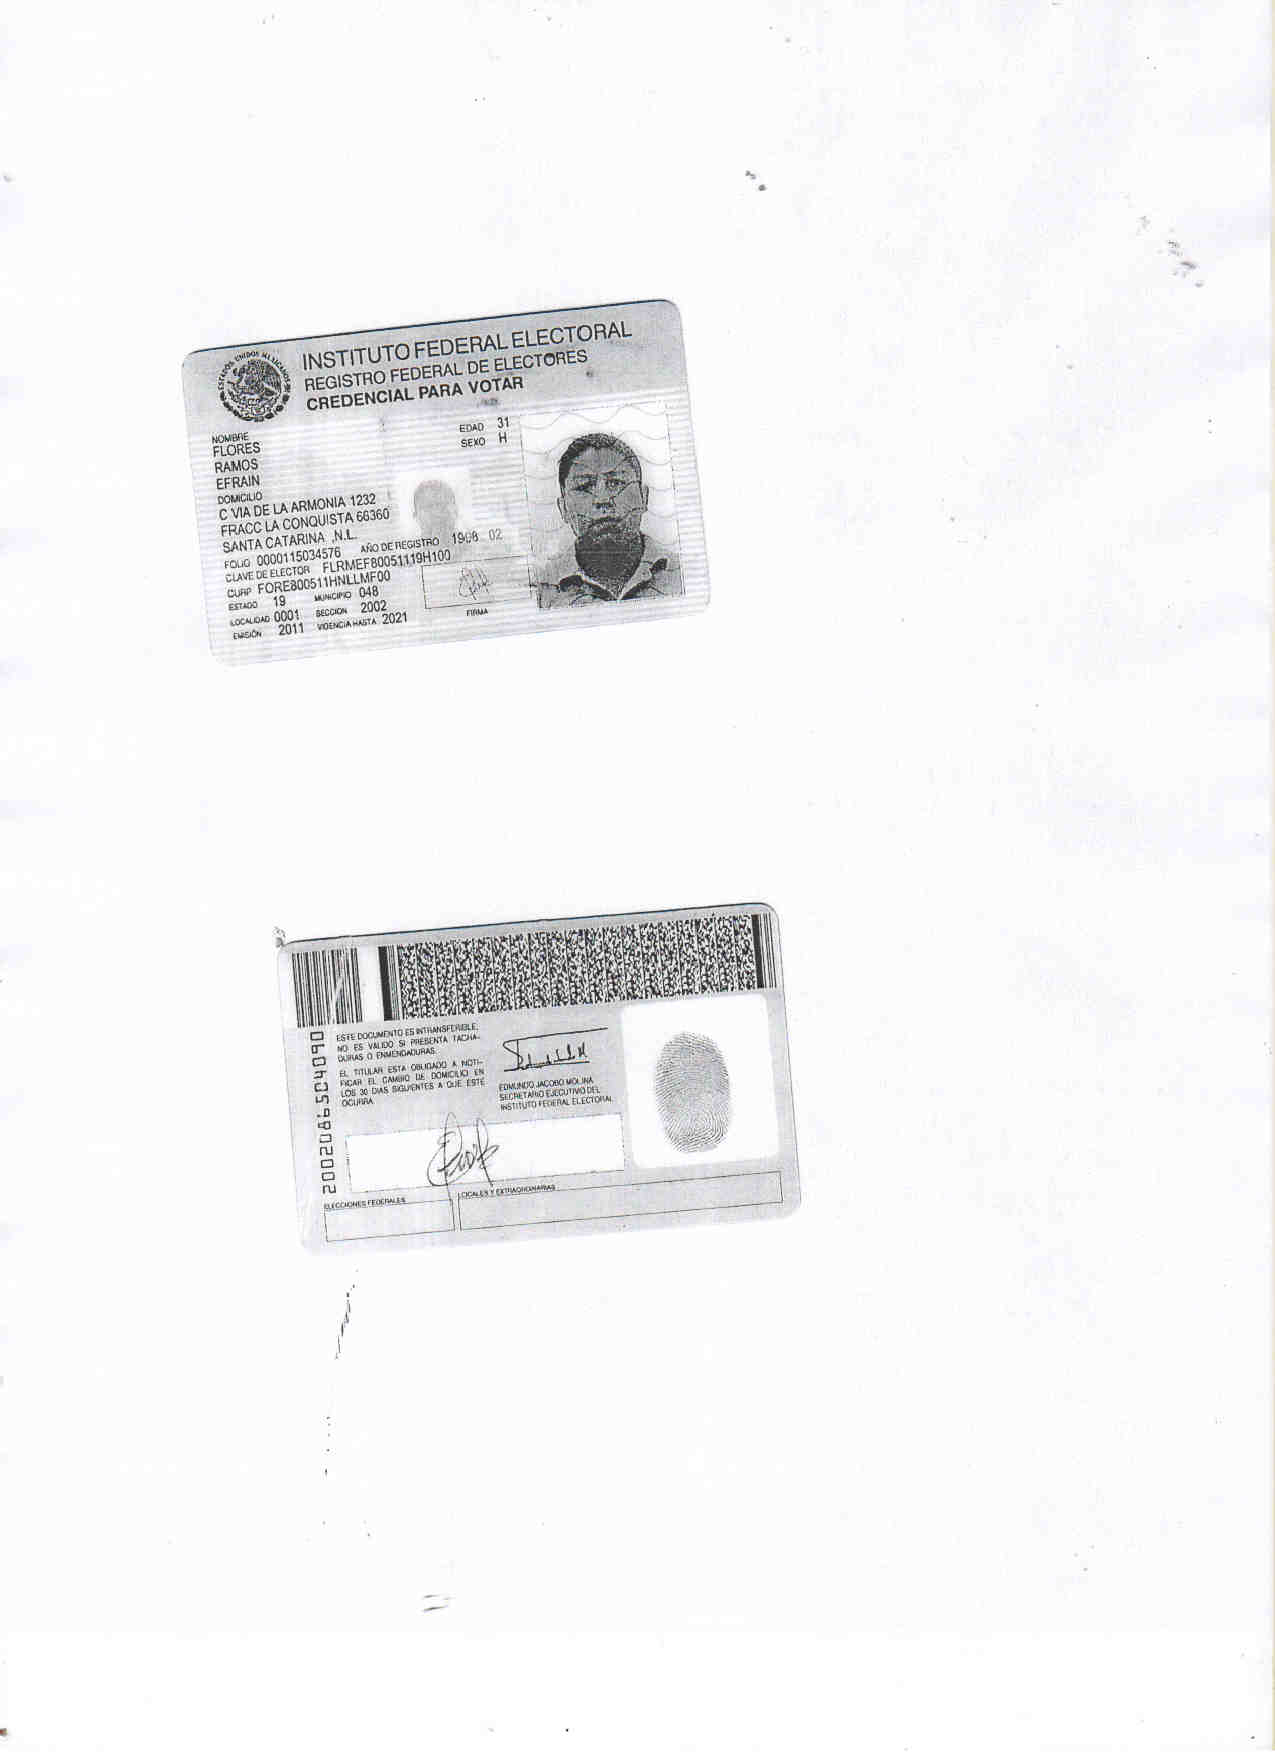 ESTADOS UNIDOS MEXICANOS
INSTITUTO FEDERAL ELECTORAL
REGISTRO FEDERAL DE ELECTORES
CREDENCIAL PARA VOTAR
NOMBRE
FLORES
RAMOS
EFRAIN
EDAD 31
SEXO H
DOMICILIO
C VIA DE LA ARMONIA 1232
FRACC LA CONQUISTA 66360
SANTA CATARINA ,N.L.
FOLIO 0000115034576 AÑO DE REGISTRO 1998 02
CLAVE DE ELECTOR FLRMEF80051119H100
CURP FORE800511HNLLMF00
ESTADO 19 MUNICIPIO 048
LOCALIDAD 0001 SECCION 2002
EMISIÓN 2011 VIGENCIA HASTA 2021
FIRMA
ESTE DOCUMENTO ES INTRANSFERIBLE,
NO ES VALIDO SI PRESENTA TACHA-
DURAS O ENMENDADURAS.
EL TITULAR ESTA OBLIGADO A NOTI-
FICAR EL CAMBIO DE DOMICILIO EN
LOS 30 DIAS SIGUIENTES A QUE ESTE
OCURRA.
EDMUNDO JACOBO MOLINA
SECRETARIO EJECUTIVO DEL
INSTITUTO FEDERAL ELECTORAL
ELECCIONES FEDERALES
LOCALES Y EXTRAORDINARIAS